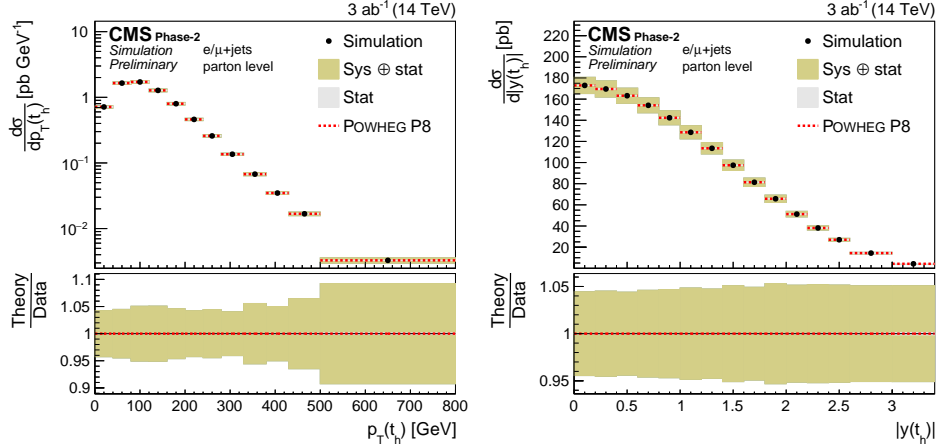 3 ab⁻¹ (14 TeV)
CMS Phase-2
Simulation
Preliminary
e/μ+jets
parton level
Simulation
Sys ⊕ stat
Stat
POWHEG P8
dσ
dp_T(t_h)
[pb GeV⁻¹]
10
1
10⁻¹
10⁻²
Theory
Data
1.1
1.05
1
0.95
0.9
0 100 200 300 400 500 600 700 800
p_T(t_h) [GeV]
3 ab⁻¹ (14 TeV)
CMS Phase-2
Simulation
Preliminary
e/μ+jets
parton level
Simulation
Sys ⊕ stat
Stat
POWHEG P8
dσ
d|y(t_h)|
[pb]
220
200
180
160
140
120
100
80
60
40
20
Theory
Data
1.05
1
0.95
0 0.5 1 1.5 2 2.5 3
|y(t_h)|